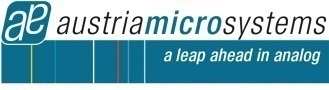 ae austriamicrosystems
a leap ahead in analog